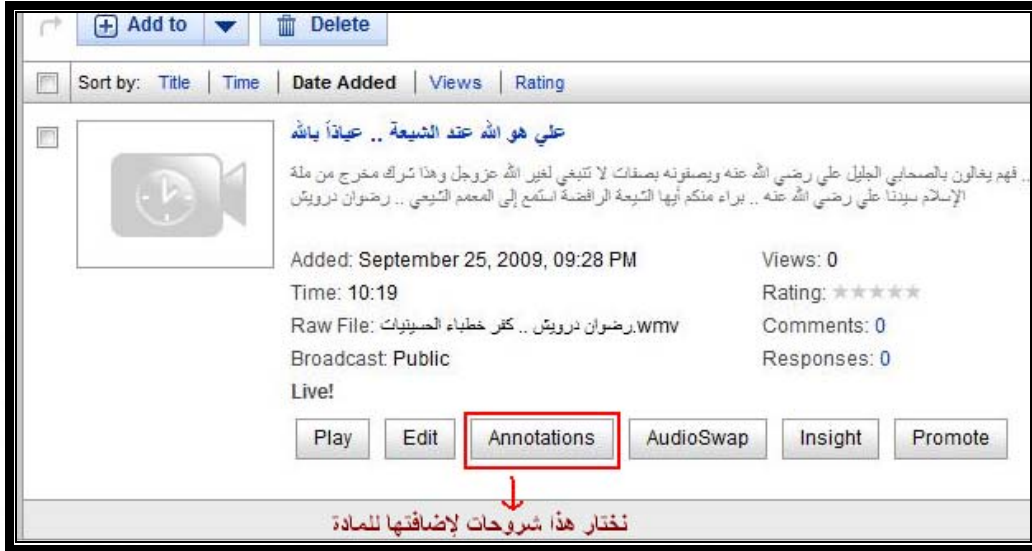 Add to Delete
Sort by: Title | Time | Date Added | Views | Rating
علي هو الله عند الشيعة .. عياذاً بالله
.. فهم يغالون بالصحابي الجليل علي رضي الله عنه ويصفونه بصفات لا تنبغي لغير الله عزوجل وهذا شرك مخرج من ملة
الإسلام سيدنا علي رضي الله عنه .. براء منكم أيها الشيعة الرافضة استمع إلى المعمم الشيعي .. رضوان درويش
Added: September 25, 2009, 09:28 PM Views: 0
Time: 10:19 Rating:
Raw File: رضوان درويش .. كفر خطباء الحسينيات.wmv Comments: 0
Broadcast: Public Responses: 0
Live!
Play Edit Annotations AudioSwap Insight Promote
نختار هذا شروحات لإضافتها للمادة